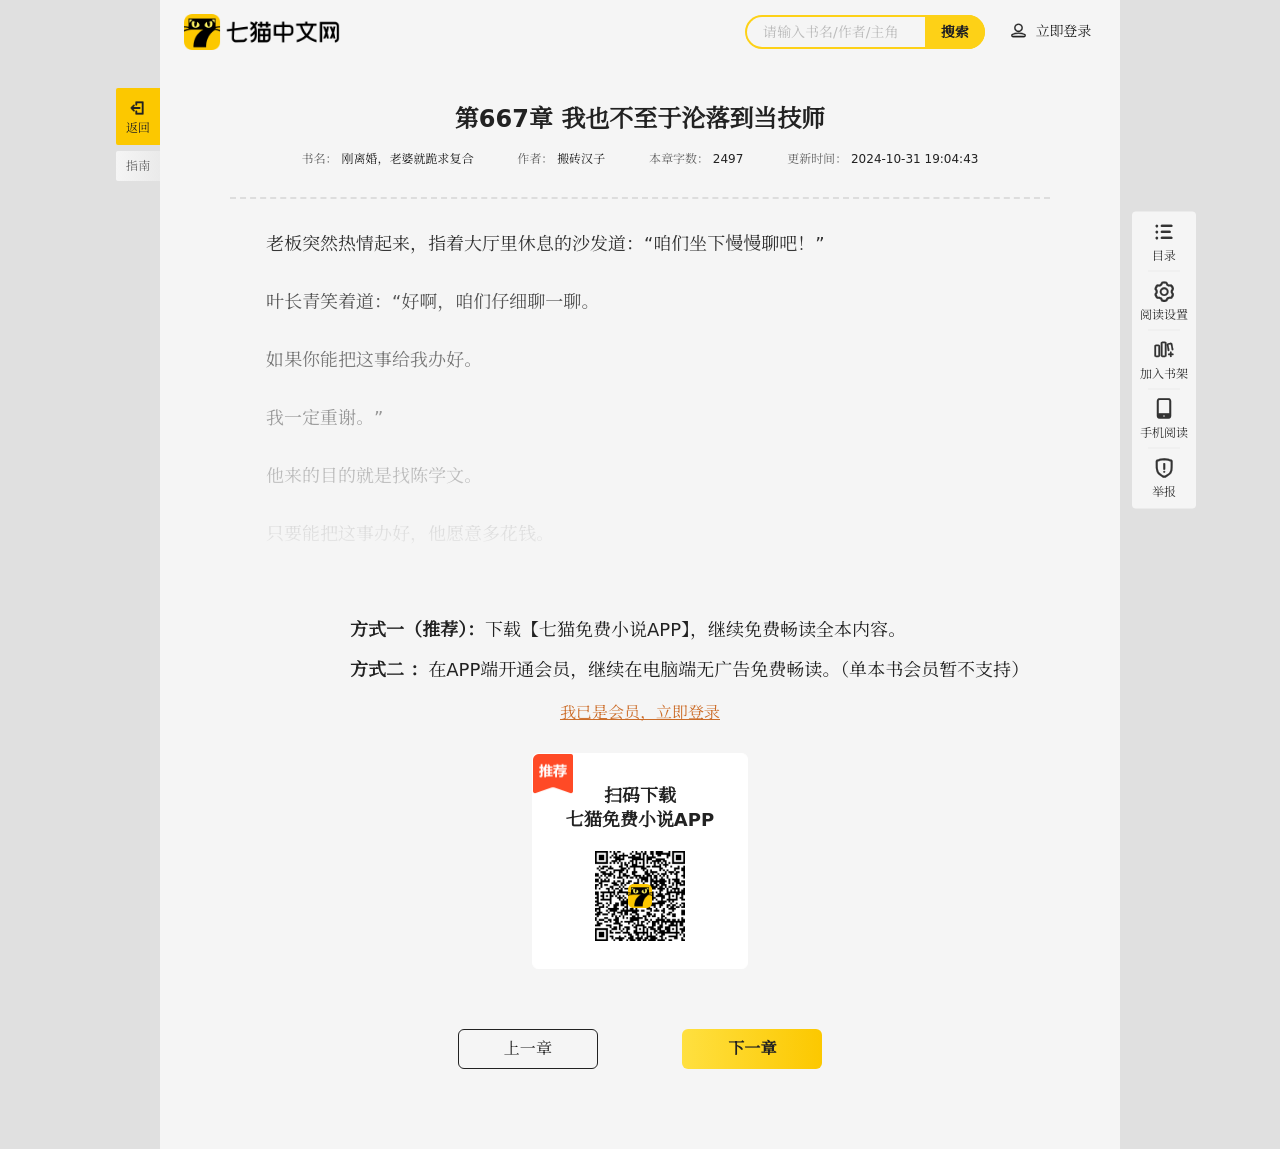 七猫中文网
请输入书名/作者/主角
搜索
立即登录
返回
指南
第667章 我也不至于沦落到当技师
书名： 刚离婚，老婆就跪求复合 作者： 搬砖汉子 本章字数： 2497 更新时间： 2024-10-31 19:04:43
老板突然热情起来，指着大厅里休息的沙发道：“咱们坐下慢慢聊吧！”
叶长青笑着道：“好啊，咱们仔细聊一聊。
如果你能把这事给我办好。
我一定重谢。”
他来的目的就是找陈学文。
只要能把这事办好，他愿意多花钱。
目录
阅读设置
加入书架
手机阅读
举报
方式一（推荐）：下载【七猫免费小说APP】，继续免费畅读全本内容。
方式二 ：在APP端开通会员，继续在电脑端无广告免费畅读。（单本书会员暂不支持）
我已是会员，立即登录
推荐
扫码下载
七猫免费小说APP
上一章
下一章